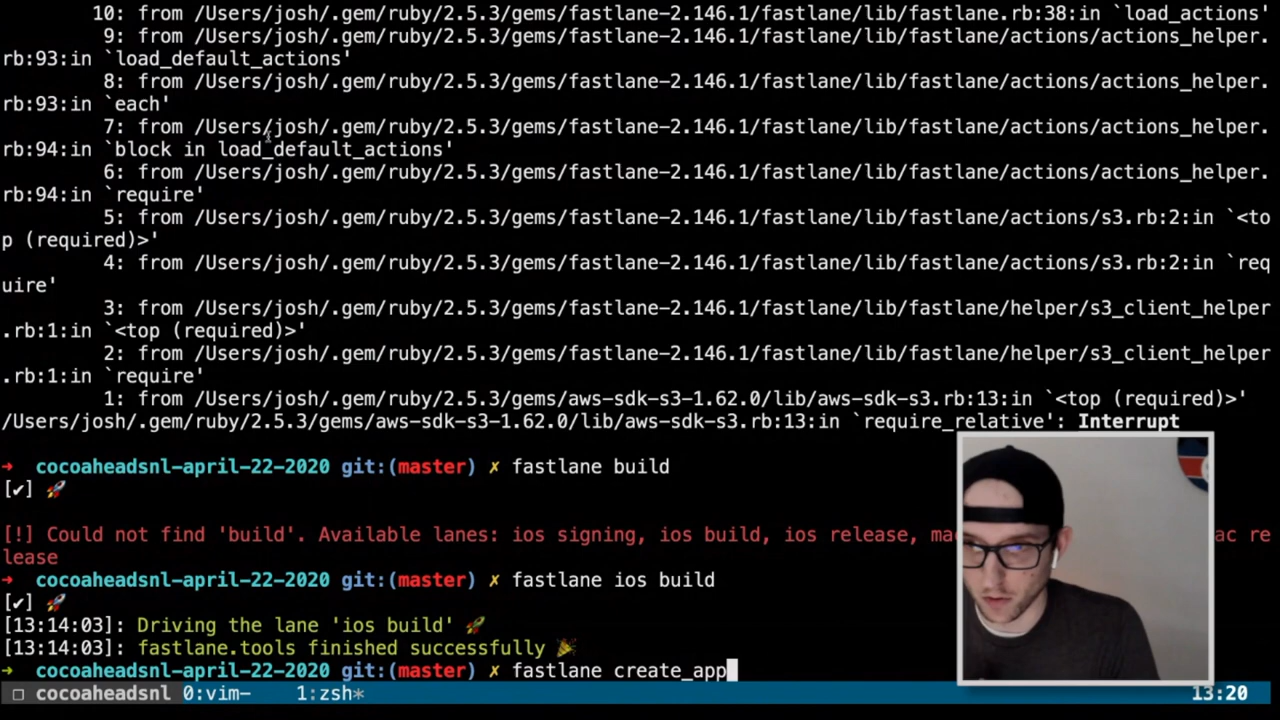 10: from /Users/josh/.gem/ruby/2.5.3/gems/fastlane-2.146.1/fastlane/lib/fastlane.rb:38:in `load_actions'
9: from /Users/josh/.gem/ruby/2.5.3/gems/fastlane-2.146.1/fastlane/lib/fastlane/actions/actions_helper.
rb:93:in `load_default_actions'
8: from /Users/josh/.gem/ruby/2.5.3/gems/fastlane-2.146.1/fastlane/lib/fastlane/actions/actions_helper.
rb:93:in `each'
7: from /Users/josh/.gem/ruby/2.5.3/gems/fastlane-2.146.1/fastlane/lib/fastlane/actions/actions_helper.
rb:94:in `block in load_default_actions'
6: from /Users/josh/.gem/ruby/2.5.3/gems/fastlane-2.146.1/fastlane/lib/fastlane/actions/actions_helper.
rb:94:in `require'
5: from /Users/josh/.gem/ruby/2.5.3/gems/fastlane-2.146.1/fastlane/lib/fastlane/actions/s3.rb:2:in `<to
p (required)>'
4: from /Users/josh/.gem/ruby/2.5.3/gems/fastlane-2.146.1/fastlane/lib/fastlane/actions/s3.rb:2:in `req
uire'
3: from /Users/josh/.gem/ruby/2.5.3/gems/fastlane-2.146.1/fastlane/lib/fastlane/helper/s3_client_helper
.rb:1:in `<top (required)>'
2: from /Users/josh/.gem/ruby/2.5.3/gems/fastlane-2.146.1/fastlane/lib/fastlane/helper/s3_client_helper
.rb:1:in `require'
1: from /Users/josh/.gem/ruby/2.5.3/gems/aws-sdk-s3-1.62.0/lib/aws-sdk-s3.rb:13:in `<top (required)>'
/Users/josh/.gem/ruby/2.5.3/gems/aws-sdk-s3-1.62.0/lib/aws-sdk-s3.rb:13:in `require_relative': Interrupt
➜ cocoaheadsnl-april-22-2020 git:(master) ✗ fastlane build
[✔] 🚀
[!] Could not find 'build'. Available lanes: ios signing, ios build, ios release, ac re
lease
➜ cocoaheadsnl-april-22-2020 git:(master) ✗ fastlane ios build
[✔] 🚀
[13:14:03]: Driving the lane 'ios build' 🚀
[13:14:03]: fastlane.tools finished successfully 🎉
➜ cocoaheadsnl-april-22-2020 git:(master) ✗ fastlane create_app
□ cocoaheadsnl 0:vim- 1:zsh* 13:20